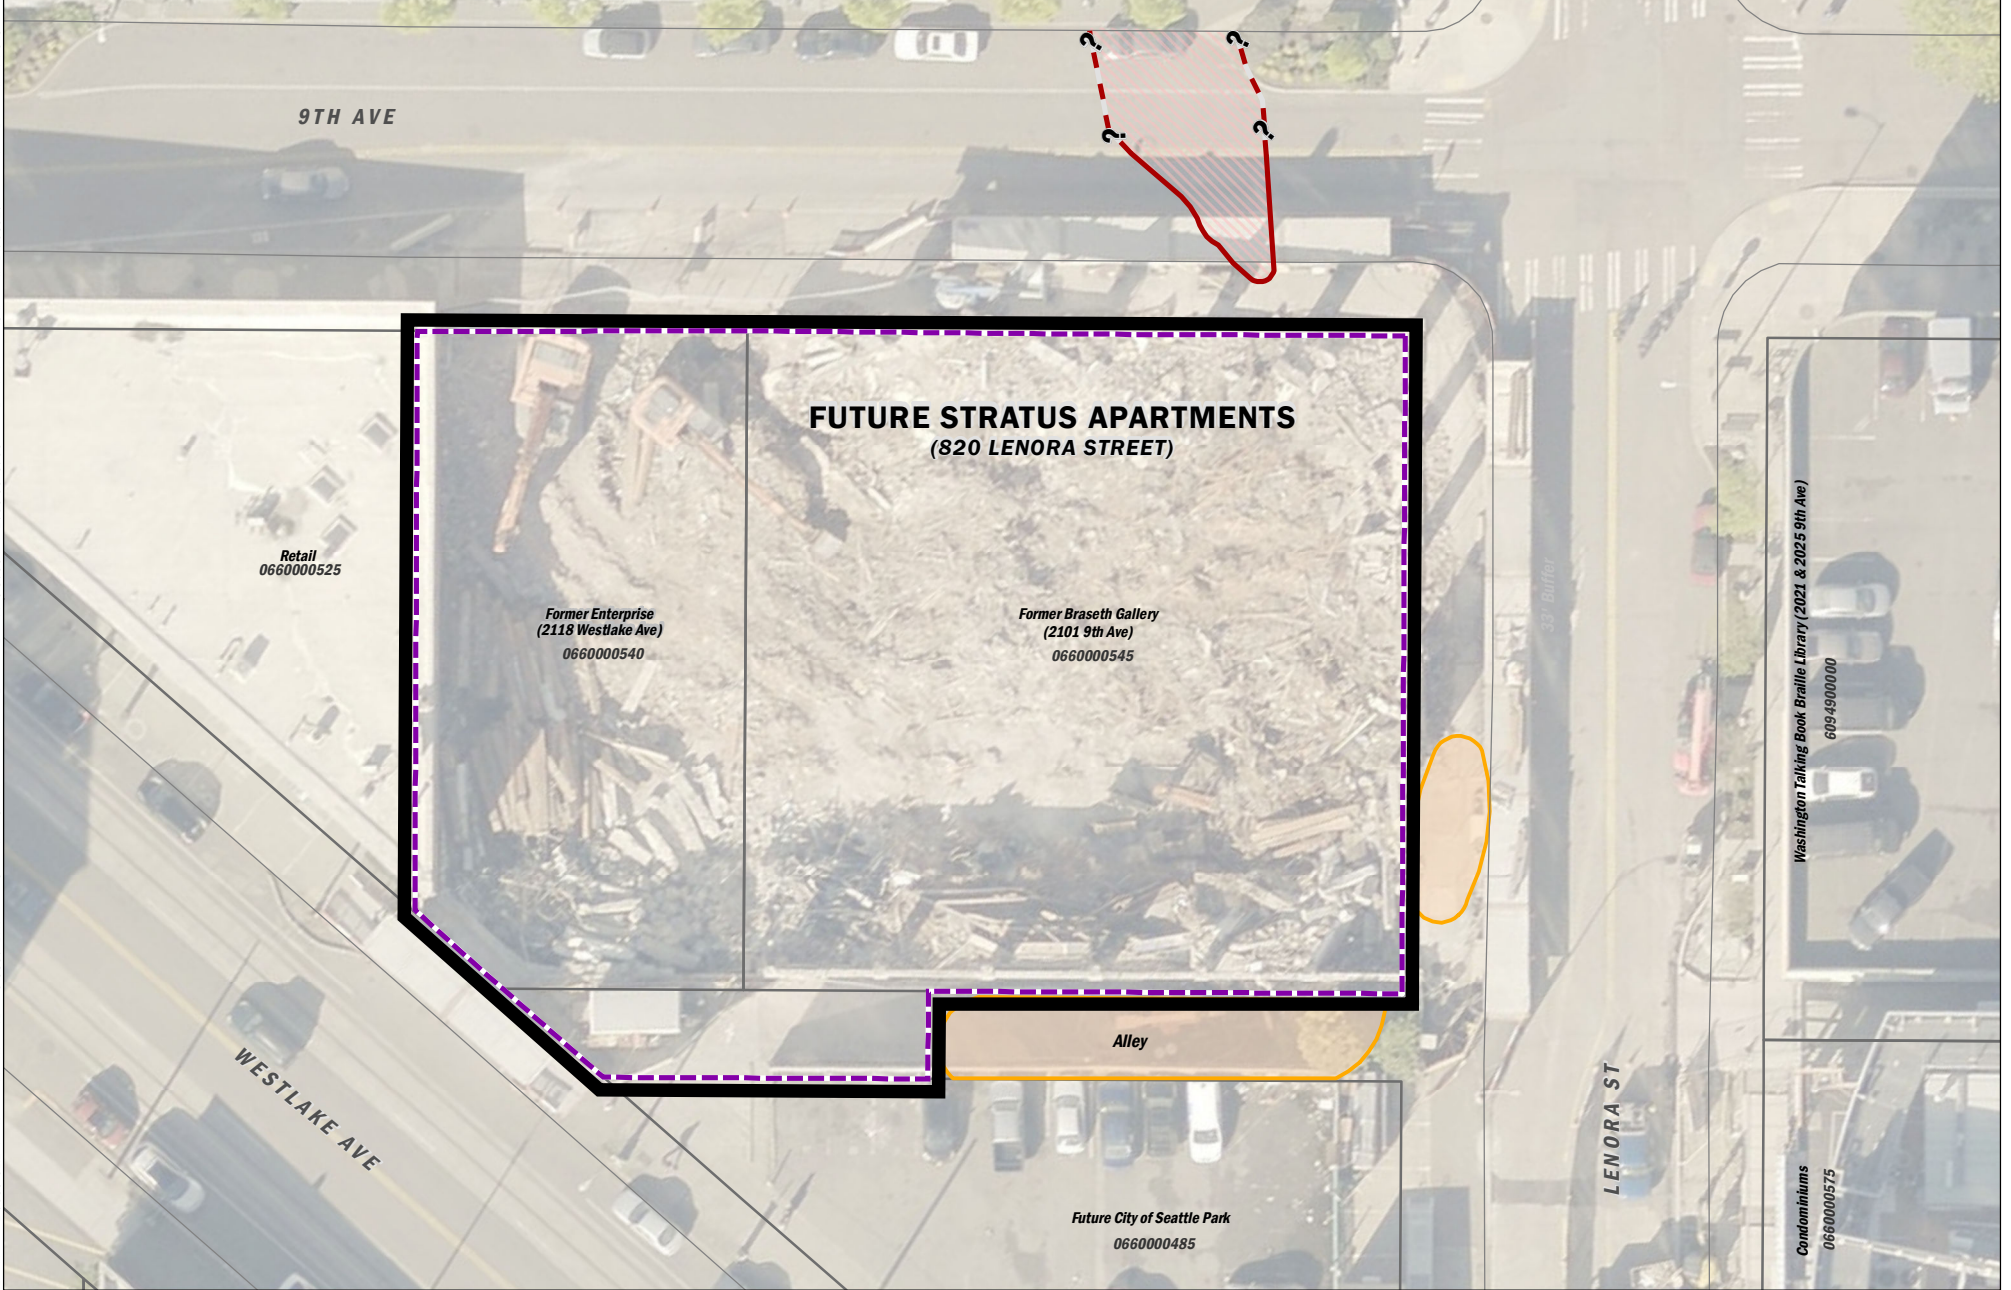 ?
?
9TH AVE
?
?
FUTURE STRATUS APARTMENTS
(820 LENORA STREET)
Retail
0660000525
Former Enterprise
(2118 Westlake Ave)
0660000540
Former Braseth Gallery
(2101 9th Ave)
0660000545
33' Buffer
Washington Talking Book Braille Library (2021 & 2025 9th Ave)
6094900000
Alley
WESTLAKE AVE
LENORA ST
Future City of Seattle Park
0660000485
Condominiums
0660000575